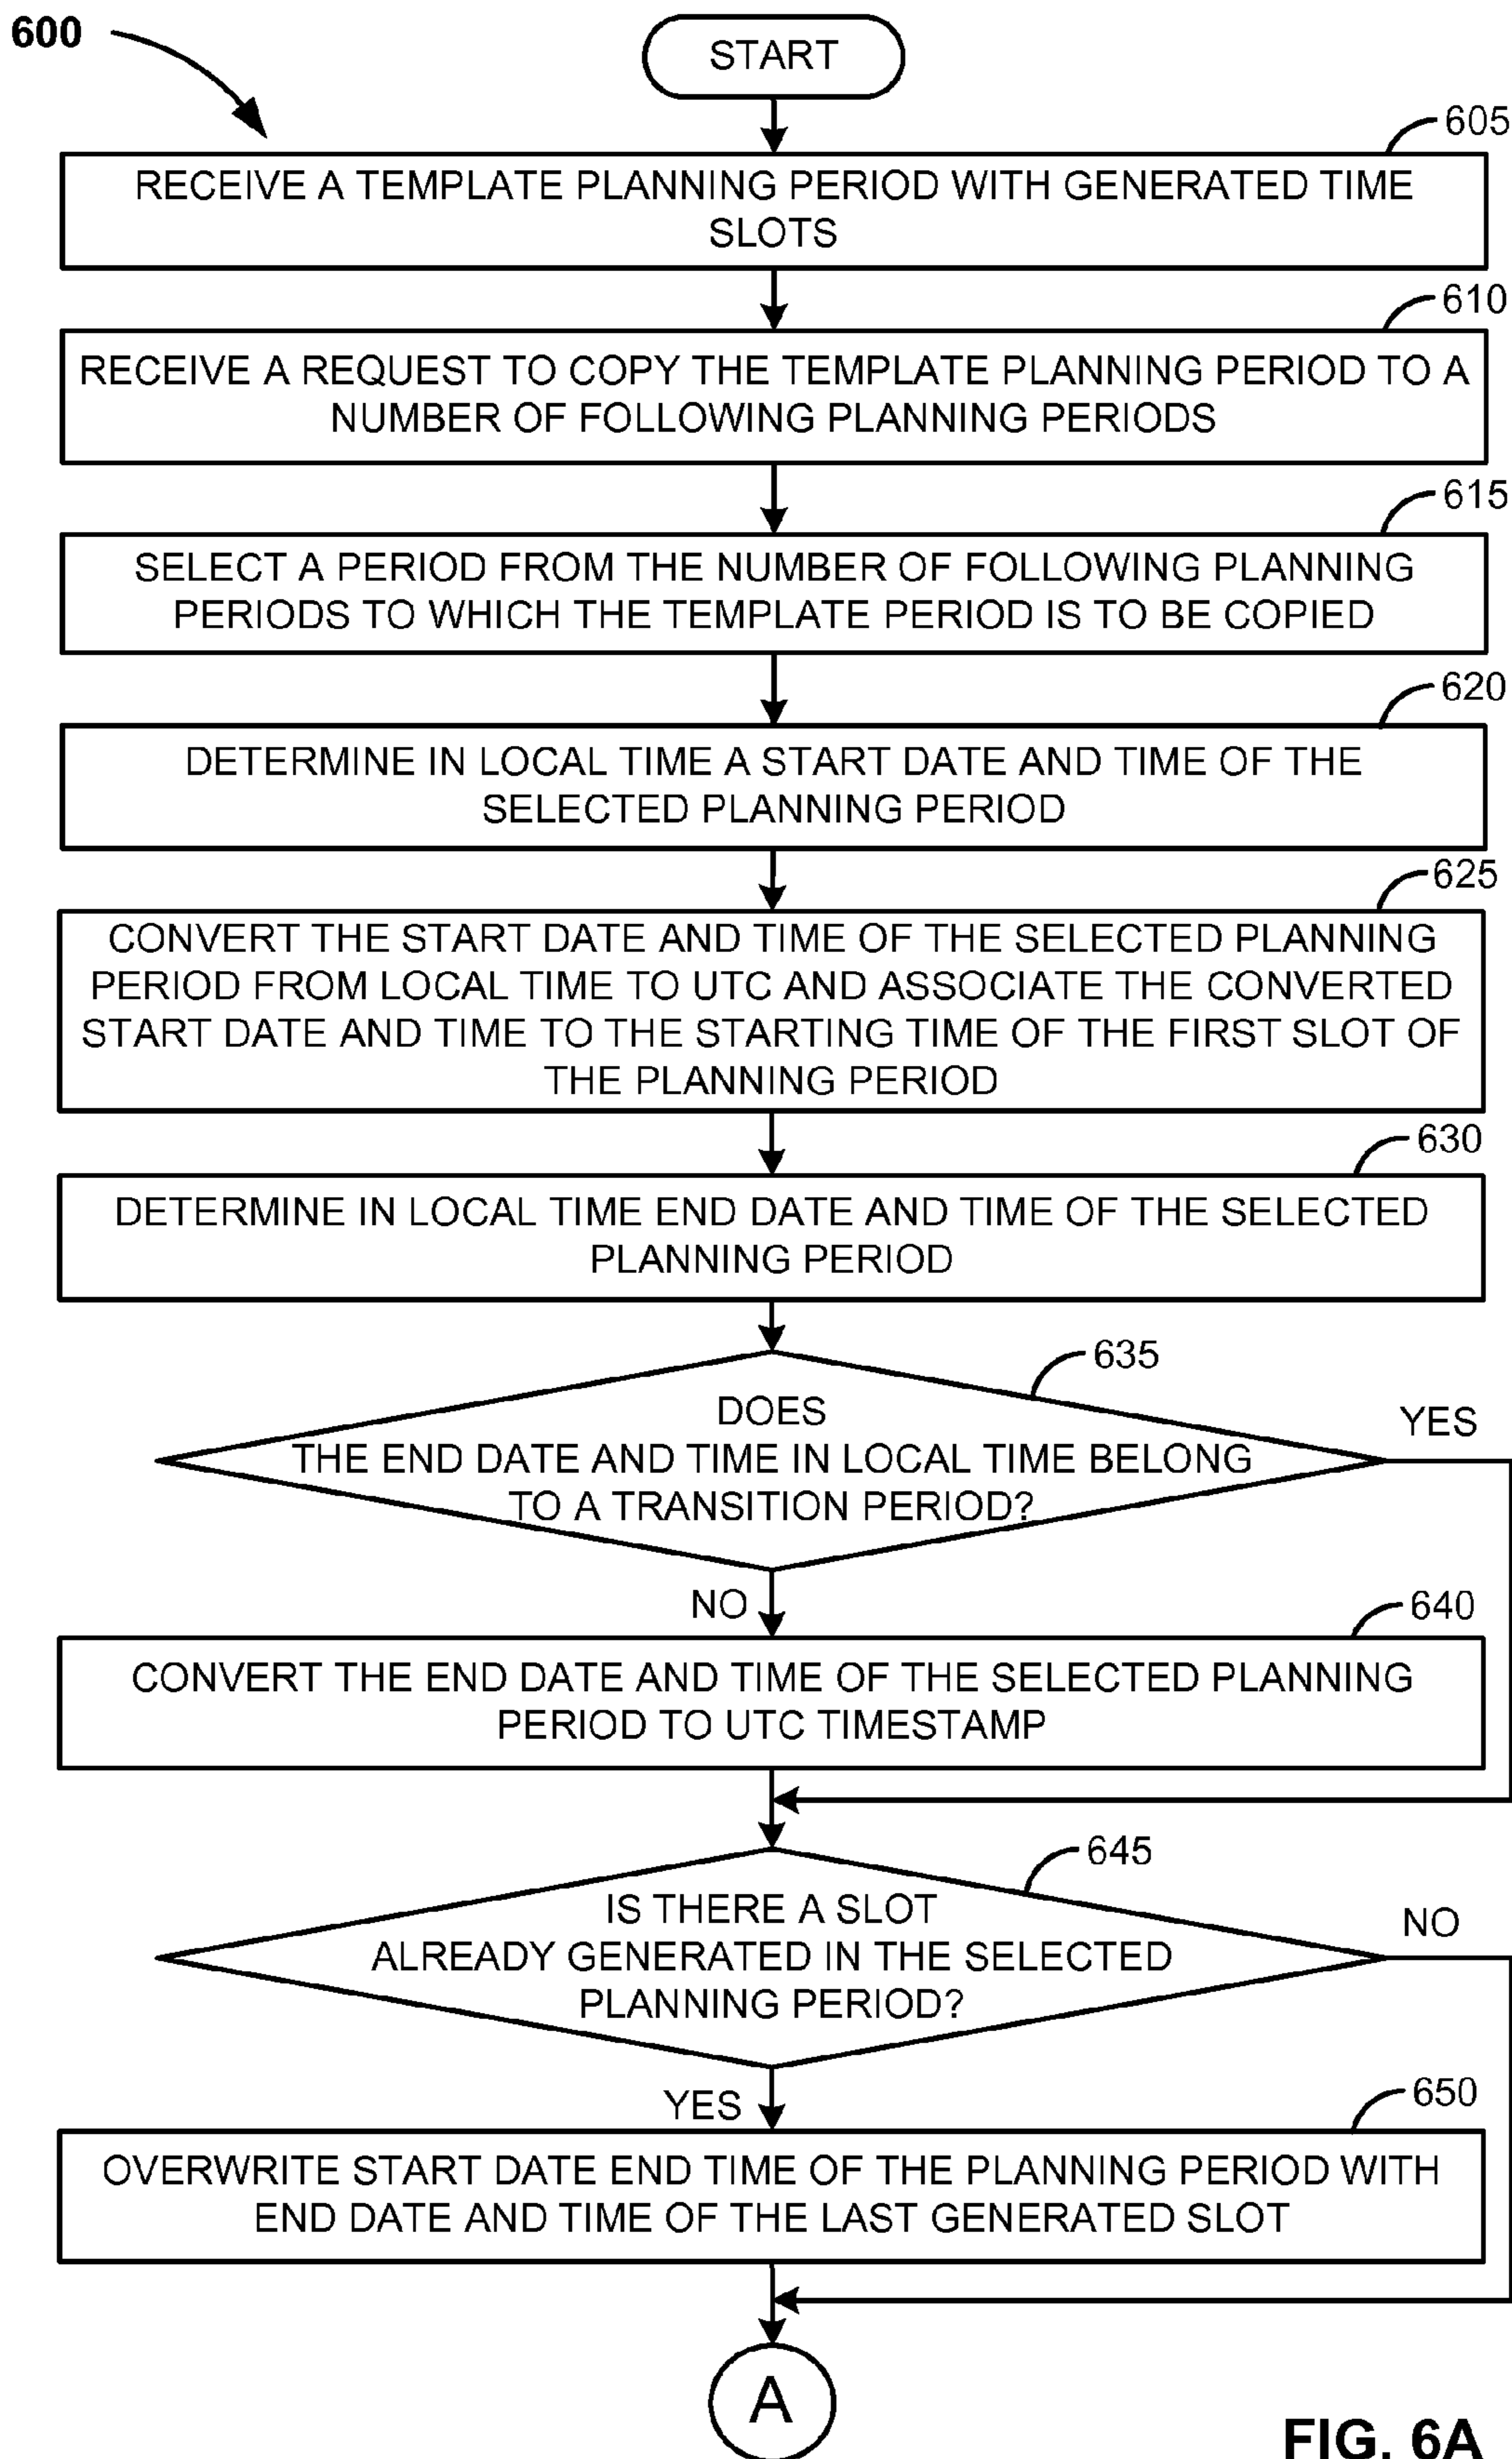 600
START
605
RECEIVE A TEMPLATE PLANNING PERIOD WITH GENERATED TIME
SLOTS
610
RECEIVE A REQUEST TO COPY THE TEMPLATE PLANNING PERIOD TO A
NUMBER OF FOLLOWING PLANNING PERIODS
615
SELECT A PERIOD FROM THE NUMBER OF FOLLOWING PLANNING
PERIODS TO WHICH THE TEMPLATE PERIOD IS TO BE COPIED
620
DETERMINE IN LOCAL TIME A START DATE AND TIME OF THE
SELECTED PLANNING PERIOD
625
CONVERT THE START DATE AND TIME OF THE SELECTED PLANNING
PERIOD FROM LOCAL TIME TO UTC AND ASSOCIATE THE CONVERTED
START DATE AND TIME TO THE STARTING TIME OF THE FIRST SLOT OF
THE PLANNING PERIOD
630
DETERMINE IN LOCAL TIME END DATE AND TIME OF THE SELECTED
PLANNING PERIOD
635
DOES
THE END DATE AND TIME IN LOCAL TIME BELONG
TO A TRANSITION PERIOD?
YES
NO
640
CONVERT THE END DATE AND TIME OF THE SELECTED PLANNING
PERIOD TO UTC TIMESTAMP
645
IS THERE A SLOT
ALREADY GENERATED IN THE SELECTED
PLANNING PERIOD?
NO
YES
650
OVERWRITE START DATE END TIME OF THE PLANNING PERIOD WITH
END DATE AND TIME OF THE LAST GENERATED SLOT
A
FIG. 6A